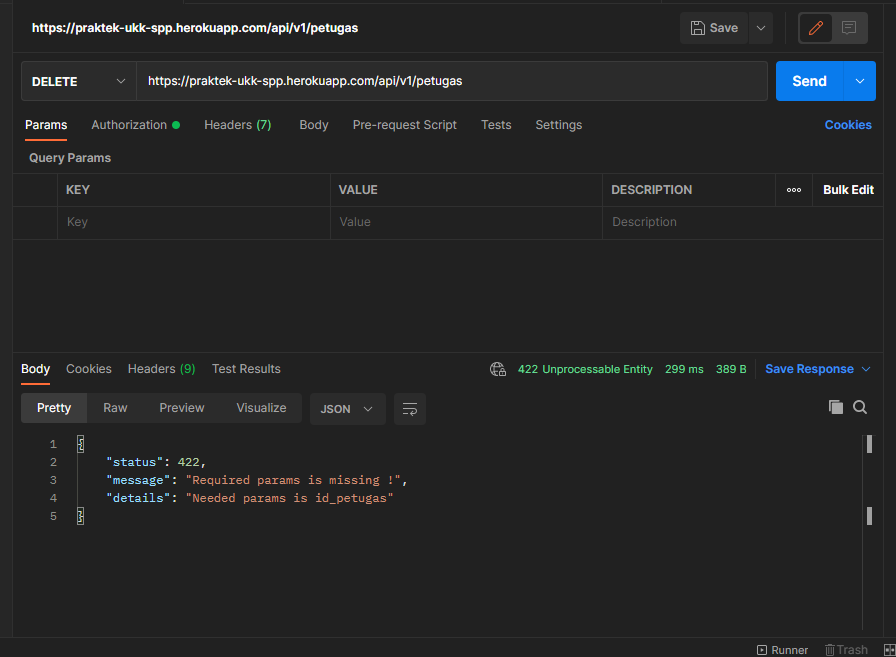 https://praktek-ukk-spp.herokuapp.com/api/v1/petugas Save
DELETE https://praktek-ukk-spp.herokuapp.com/api/v1/petugas Send
Params Authorization Headers (7) Body Pre-request Script Tests Settings Cookies
Query Params
KEY VALUE DESCRIPTION Bulk Edit
Key Value Description
Body Cookies Headers (9) Test Results 422 Unprocessable Entity 299 ms 389 B Save Response
Pretty Raw Preview Visualize JSON
1 {
2 "status": 422,
3 "message": "Required params is missing !",
4 "details": "Needed params is id_petugas"
5 }
Runner Trash